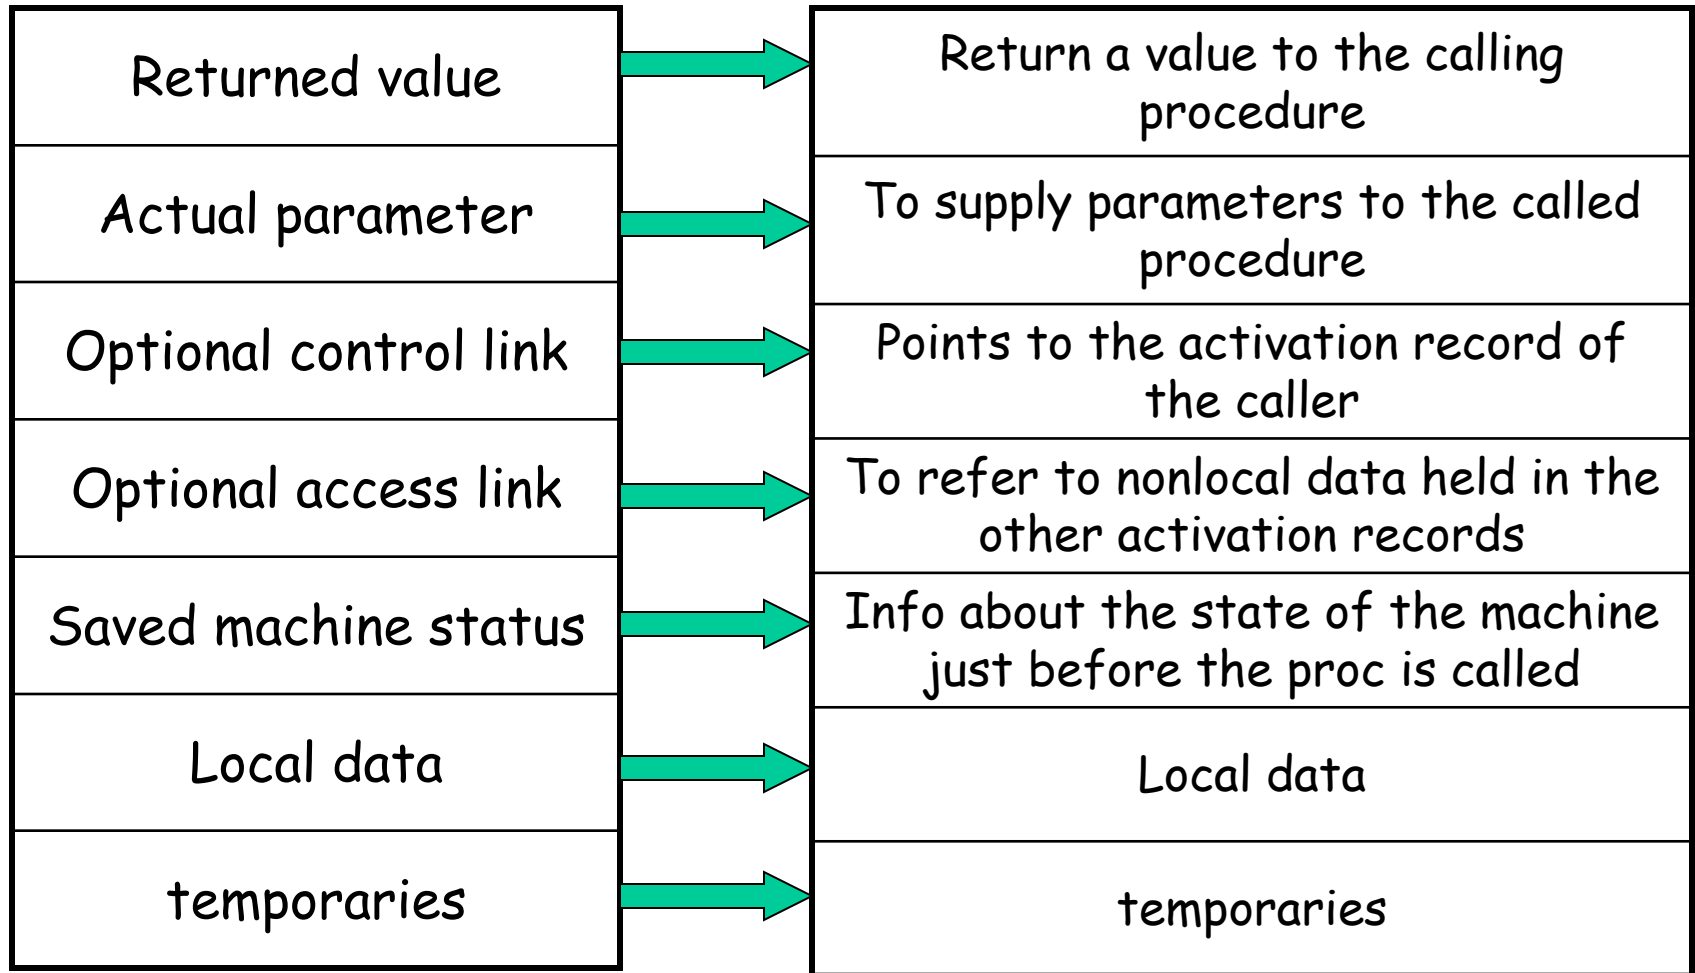 Returned value
Return a value to the calling
procedure
Actual parameter
To supply parameters to the called
procedure
Optional control link
Points to the activation record of
the caller
Optional access link
To refer to nonlocal data held in the
other activation records
Saved machine status
Info about the state of the machine
just before the proc is called
Local data
Local data
temporaries
temporaries